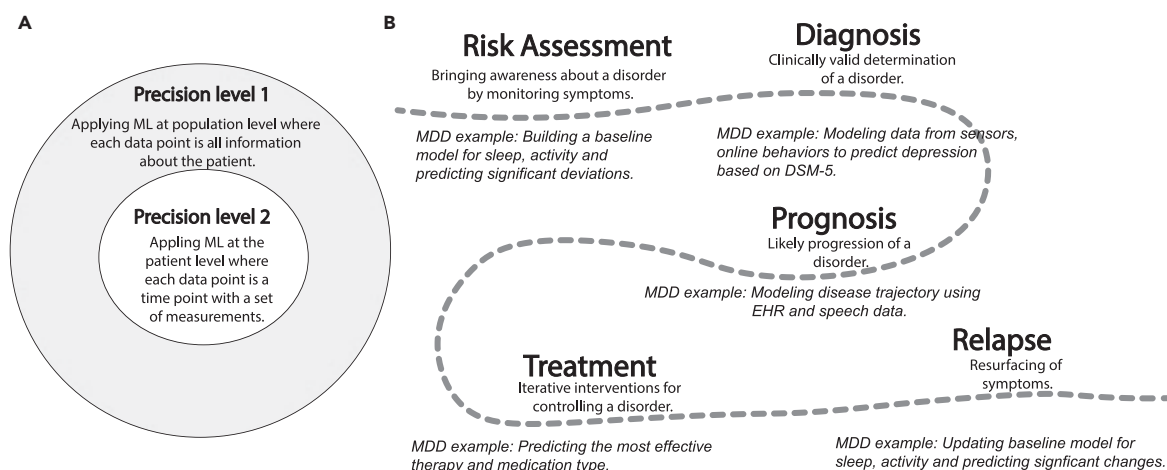 A
Precision level 1
Applying ML at population level where
each data point is all information
about the patient.
Precision level 2
Appling ML at the
patient level where
each data point is a
time point with a set
of measurements.
B
Risk Assessment
Bringing awareness about a disorder
by monitoring symptoms.
MDD example: Building a baseline
model for sleep, activity and
predicting significant deviations.
Diagnosis
Clinically valid determination
of a disorder.
MDD example: Modeling data from sensors,
online behaviors to predict depression
based on DSM-5.
Prognosis
Likely progression of a
disorder.
MDD example: Modeling disease trajectory using
EHR and speech data.
Treatment
Iterative interventions for
controlling a disorder.
MDD example: Predicting the most effective
therapy and medication type.
Relapse
Resurfacing of
symptoms.
MDD example: Updating baseline model for
sleep, activity and predicting signficant changes.